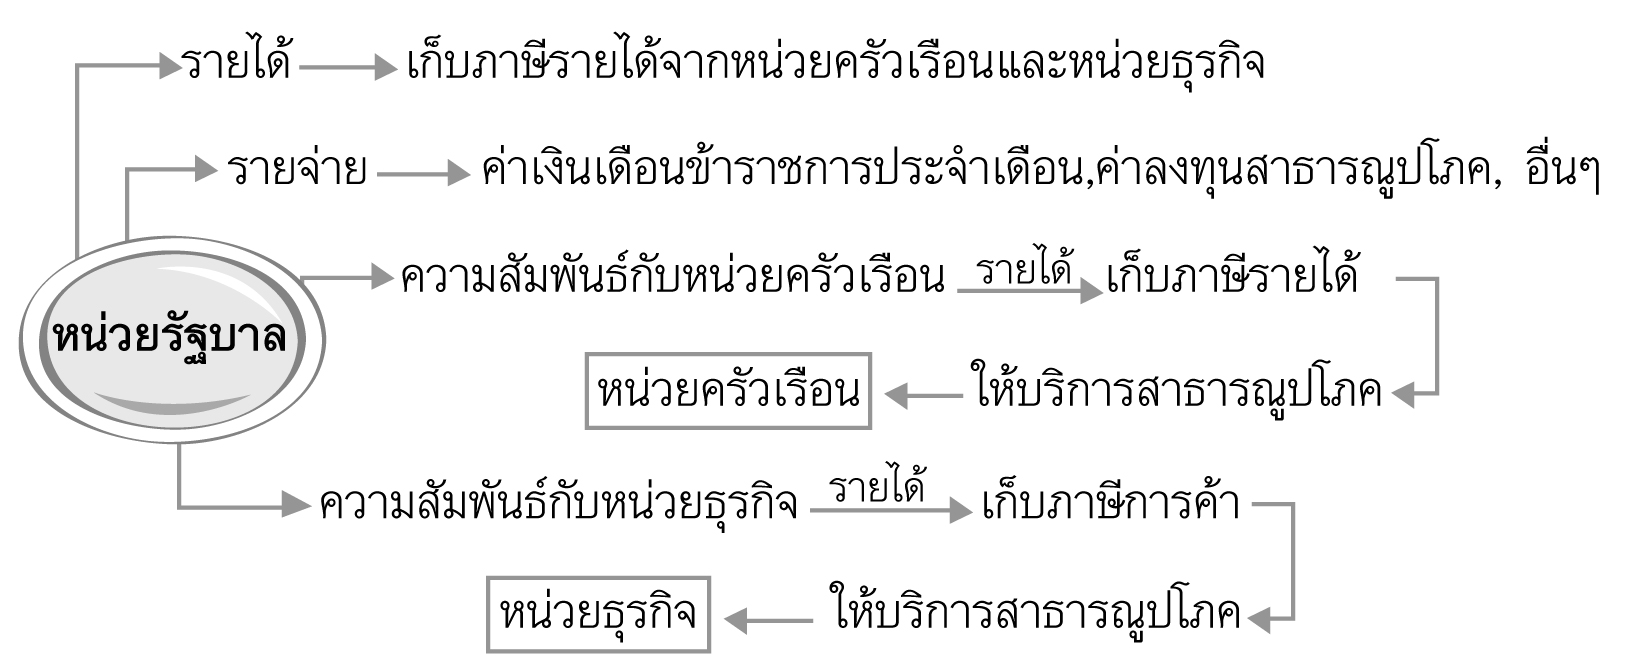 รายได้ เก็บภาษีรายได้จากหน่วยครัวเรือนและหน่วยธุรกิจ
รายจ่าย ค่าเงินเดือนข้าราชการประจำเดือน,ค่าลงทุนสาธารณูปโภค, อื่นๆ
ความสัมพันธ์กับหน่วยครัวเรือน รายได้ เก็บภาษีรายได้
หน่วยรัฐบาล
หน่วยครัวเรือน ให้บริการสาธารณูปโภค
ความสัมพันธ์กับหน่วยธุรกิจ รายได้ เก็บภาษีการค้า
หน่วยธุรกิจ ให้บริการสาธารณูปโภค